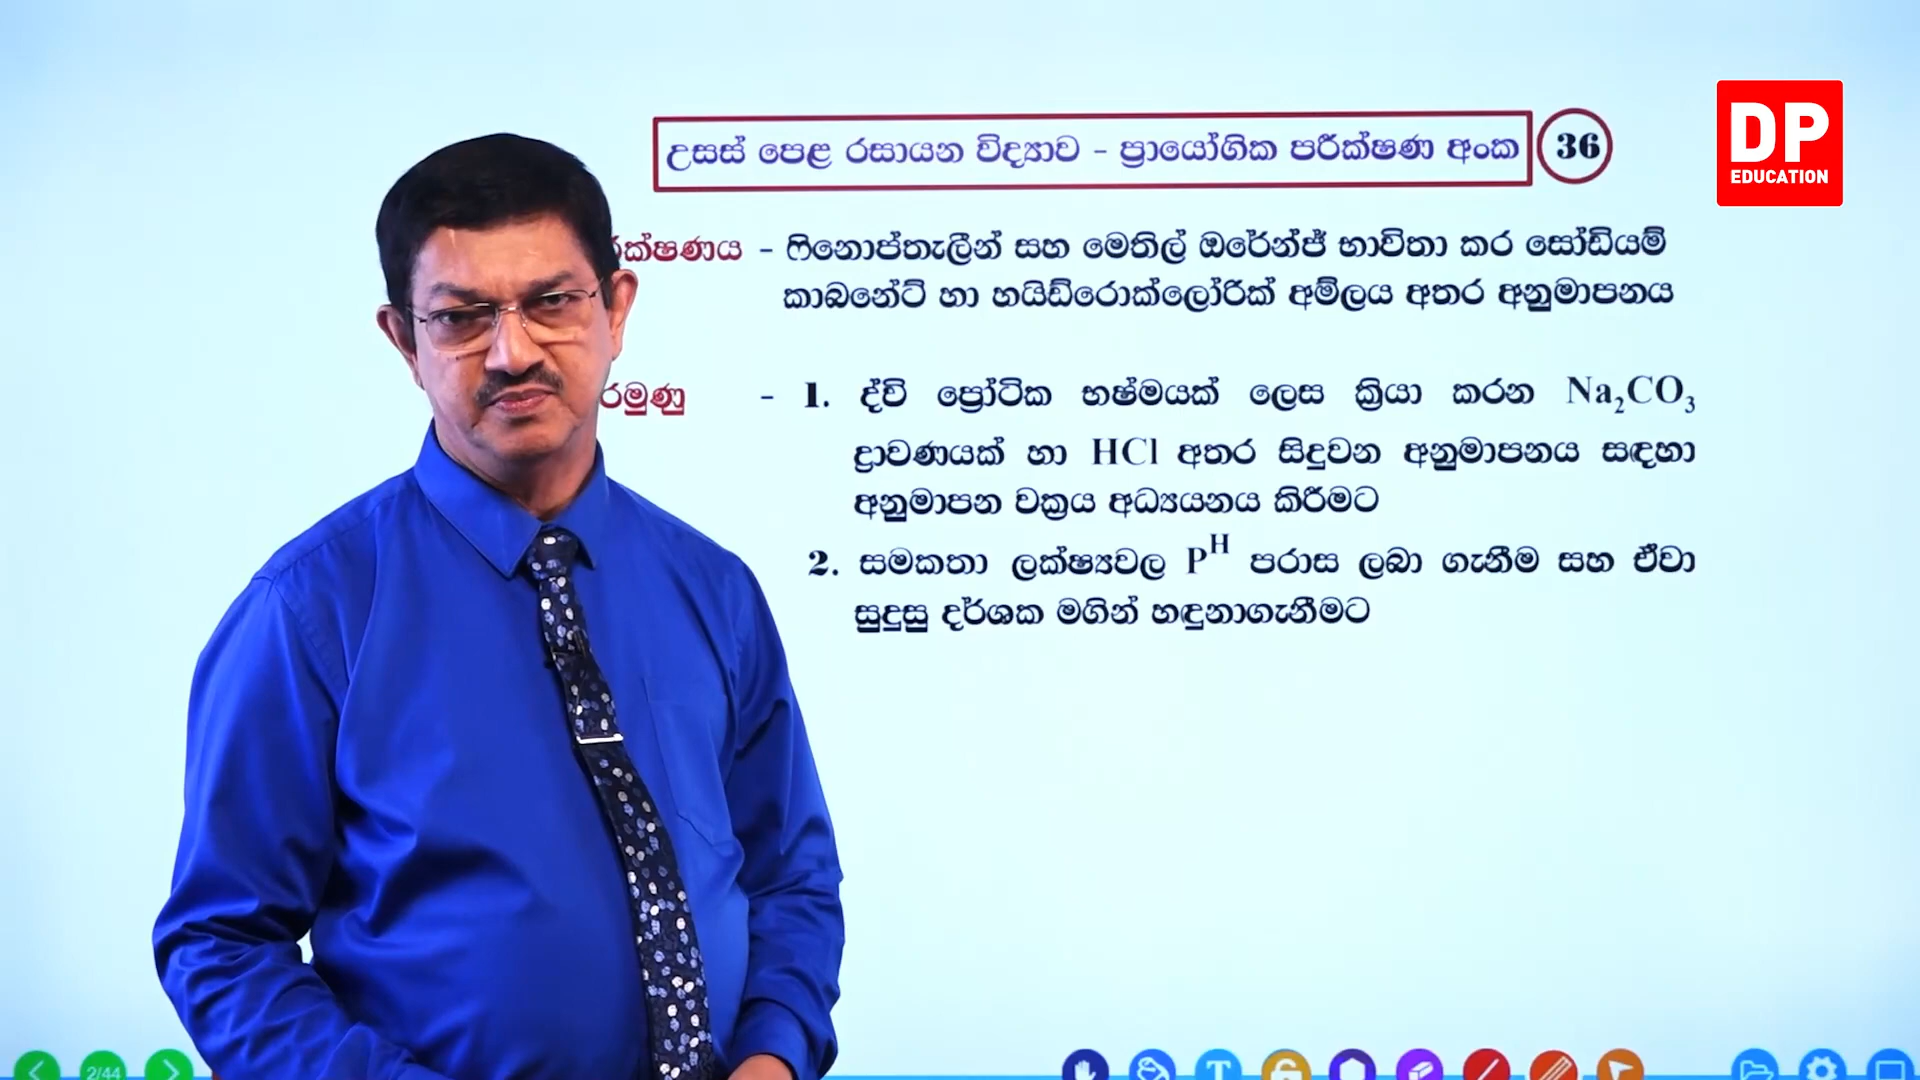 උසස් පෙළ රසායන විද්‍යාව - ප්‍රායෝගික පරීක්ෂණ අංක 36
DP
EDUCATION
- ෆිනොප්තැලීන් සහ මෙතිල් ඔරේන්ජ් භාවිතා කර සෝඩියම්
කාබනේට් හා හයිඩ්රොක්ලෝරික් අම්ලය අතර අනුමාපනය
- 1. ද්වි ප්‍රෝටික භෂ්මයක් ලෙස ක්‍රියා කරන Na₂CO₃
ද්‍රාවණයක් හා HCl අතර සිදුවන අනුමාපනය සඳහා
අනුමාපන වක්‍රය අධ්‍යයනය කිරීමට
2. සමකතා ලක්ෂ්‍යවල Pᴴ පරාස ලබා ගැනීම සහ ඒවා
සුදුසු දර්ශක මගින් හඳුනාගැනීමට
2/44